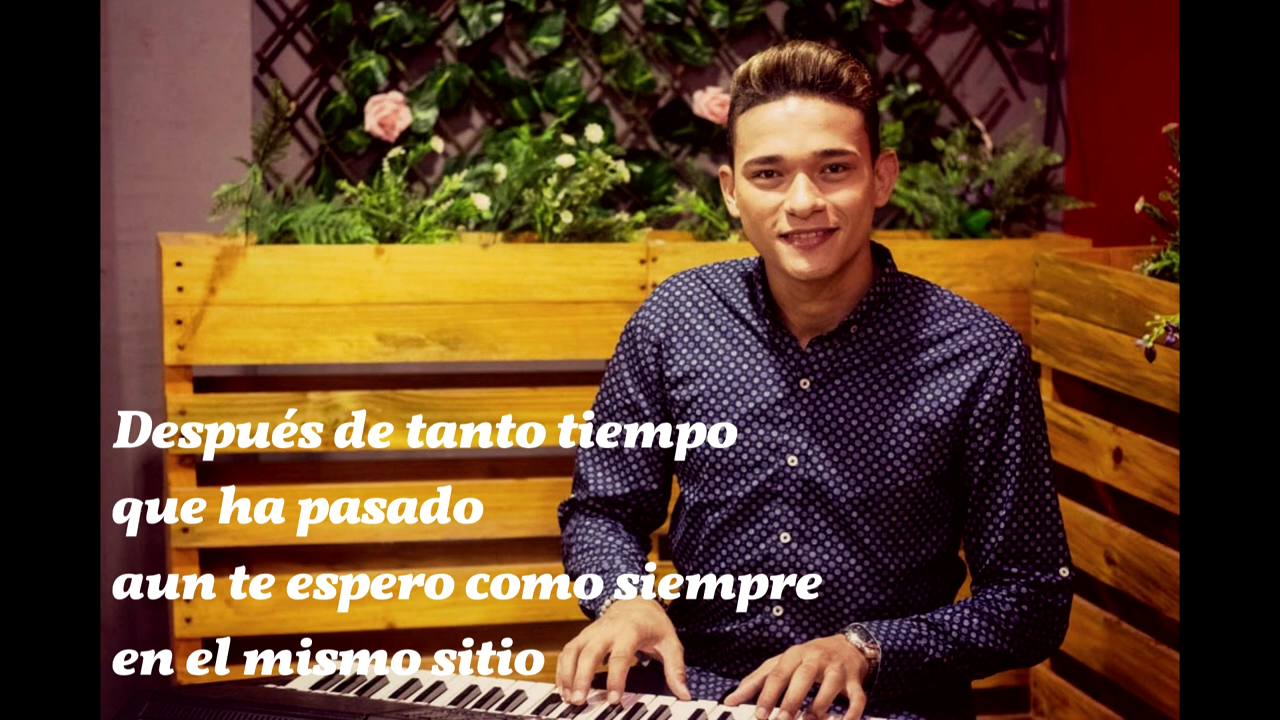 Después de tanto tiempo
que ha pasado
aun te espero como siempre
en el mismo sitio